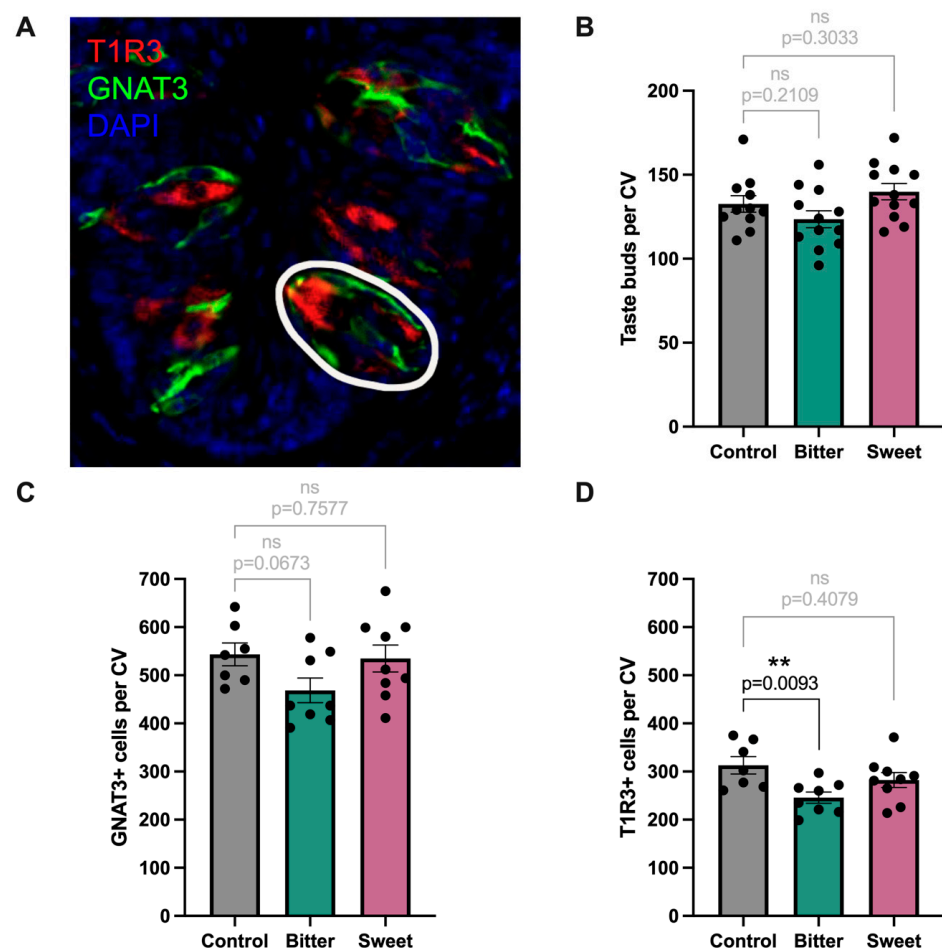 A
T1R3
GNAT3
DAPI
B
ns
p=0.3033
ns
p=0.2109
Taste buds per CV
200
150
100
50
0
Control Bitter Sweet
C
ns
p=0.7577
ns
p=0.0673
GNAT3+ cells per CV
700
600
500
400
300
200
100
0
Control Bitter Sweet
D
ns
p=0.4079
**
p=0.0093
T1R3+ cells per CV
700
600
500
400
300
200
100
0
Control Bitter Sweet